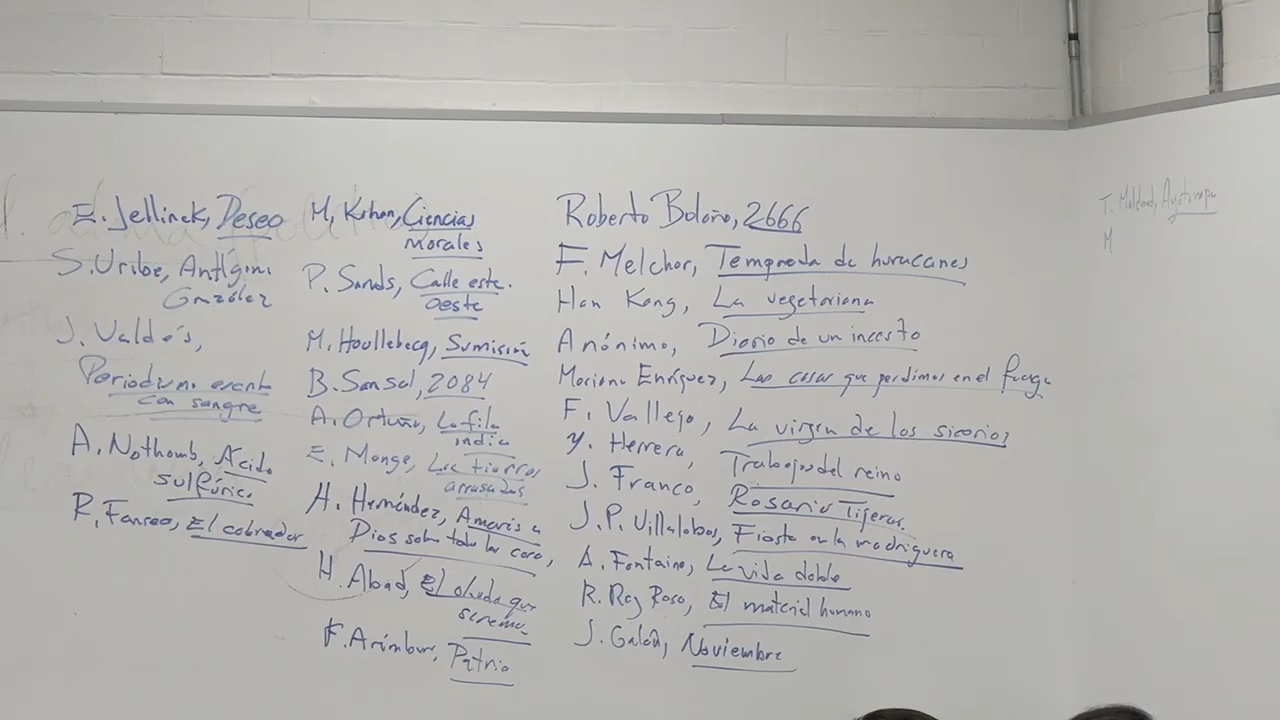 E. Jellinek, Deseo
S. Uribe, Antígona
González
J. Valdés,
Periodismo escrito
con sangre
A. Nothomb, Ácido
sulfúrico
R. Fonseca, El cobrador
M. Kohan, Ciencias
morales
P. Sands, Calle este.
oeste
M. Houllebecq, Sumisión
B. Sansal, 2084
A. Ortuño, La fila
india
E. Monge, Las tierras
arrasadas
H. Hernández, Amarás a
Dios sobre todas las cosas,
H. Abad, El olvido que
seremos
F. Aramburu, Patria
Roberto Bolaño, 2666
F. Melchor, Temporada de huracanes
Han Kang, La vegetariana
Anónimo, Diario de un incesto
Mariana Enríquez, Las cosas que perdimos en el fuego
F. Vallejo, La virgen de los sicarios
Y. Herrera, Trabajos del reino
J. Franco, Rosario Tijeras.
J.P. Villalobos, Fiesta en la madriguera
A. Fontaine, La vida doble
R. Rey Rosa, El material humano
J. Galán, Noviembre
T. Maldonado, Ayotzinapa
M